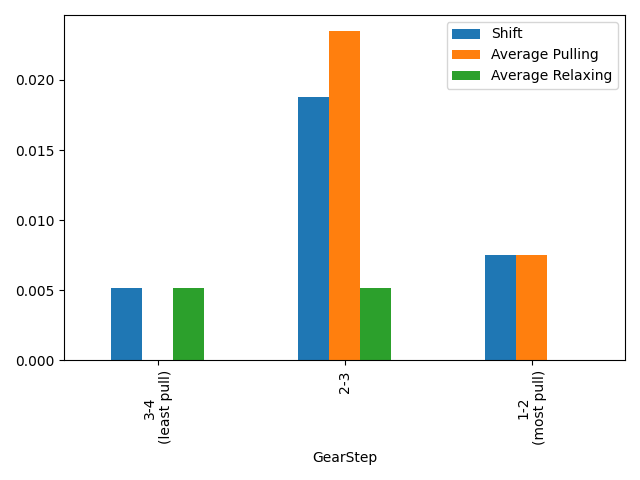 Shift
Average Pulling
Average Relaxing
0.020
0.015
0.010
0.005
0.000
3-4
(least pull)
2-3
1-2
(most pull)
GearStep